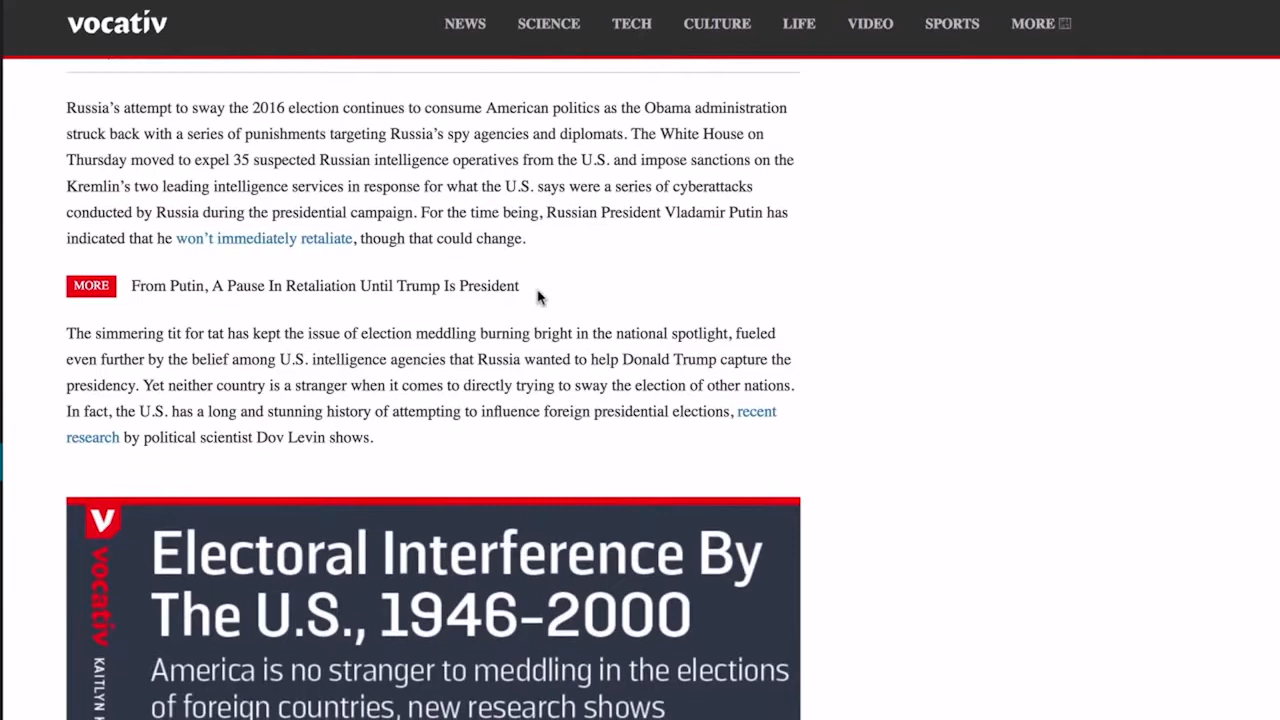 vocativ
NEWS SCIENCE TECH CULTURE LIFE VIDEO SPORTS MORE
Russia's attempt to sway the 2016 election continues to consume American politics as the Obama administration
struck back with a series of punishments targeting Russia's spy agencies and diplomats. The White House on
Thursday moved to expel 35 suspected Russian intelligence operatives from the U.S. and impose sanctions on the
Kremlin's two leading intelligence services in response for what the U.S. says were a series of cyberattacks
conducted by Russia during the presidential campaign. For the time being, Russian President Vladamir Putin has
indicated that he won't immediately retaliate, though that could change.
MORE From Putin, A Pause In Retaliation Until Trump Is President
The simmering tit for tat has kept the issue of election meddling burning bright in the national spotlight, fueled
even further by the belief among U.S. intelligence agencies that Russia wanted to help Donald Trump capture the
presidency. Yet neither country is a stranger when it comes to directly trying to sway the election of other nations.
In fact, the U.S. has a long and stunning history of attempting to influence foreign presidential elections, recent
research by political scientist Dov Levin shows.
V vocativ
KAITLYN
Electoral Interference By
The U.S., 1946–2000
America is no stranger to meddling in the elections
of foreign countries, new research shows